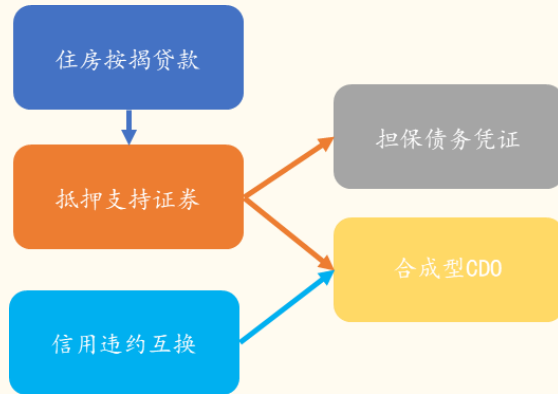 住房按揭贷款
抵押支持证券
信用违约互换
担保债务凭证
合成型CDO